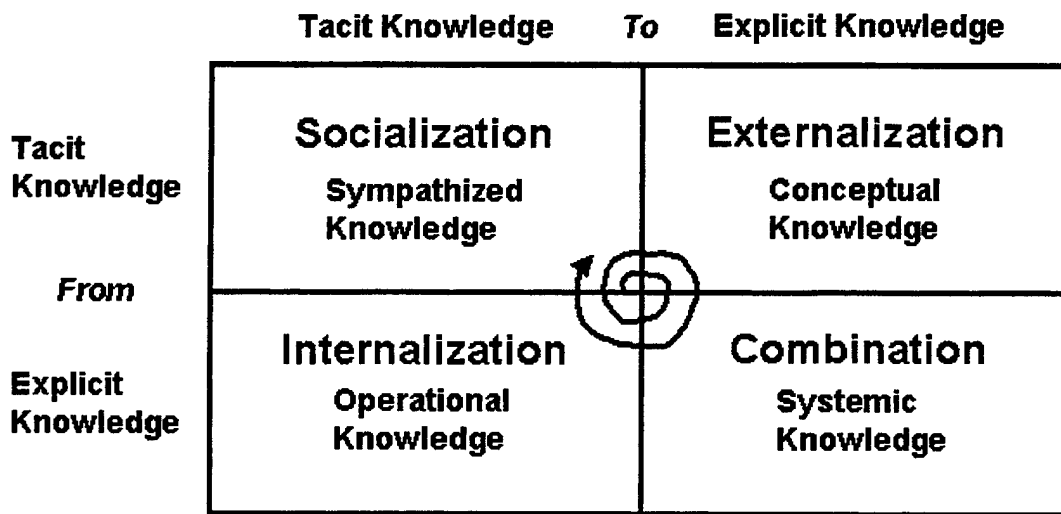 Tacit Knowledge To Explicit Knowledge
Tacit
Knowledge
Socialization
Sympathized
Knowledge
Externalization
Conceptual
Knowledge
From
Explicit
Knowledge
Internalization
Operational
Knowledge
Combination
Systemic
Knowledge